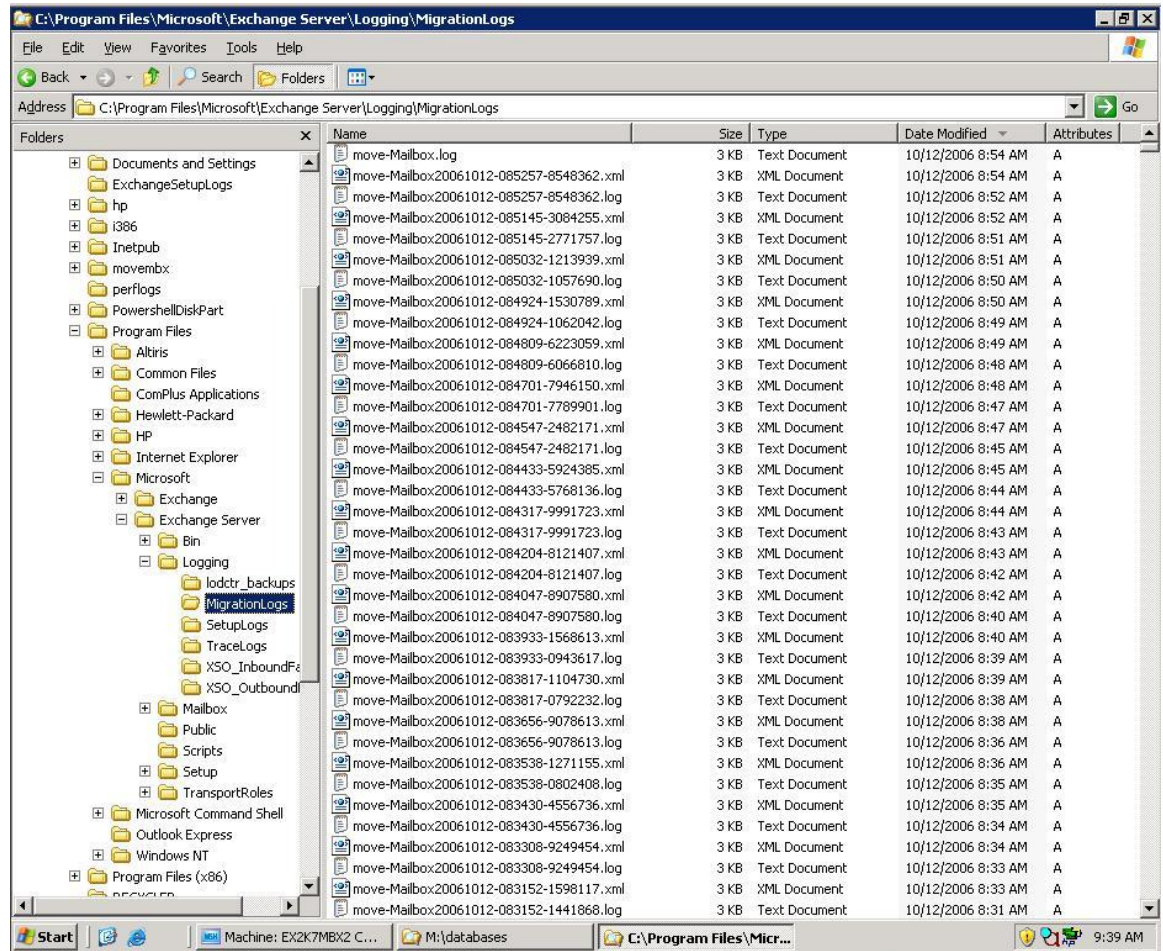 C:\Program Files\Microsoft\Exchange Server\Logging\MigrationLogs
File Edit View Favorites Tools Help
Back Search Folders
Address C:\Program Files\Microsoft\Exchange Server\Logging\MigrationLogs Go
Folders x
Documents and Settings
ExchangeSetupLogs
hp
i386
Inetpub
movembx
perflogs
PowershellDiskPart
Program Files
Altiris
Common Files
ComPlus Applications
Hewlett-Packard
HP
Internet Explorer
Microsoft
Exchange
Exchange Server
Bin
Logging
lodctr_backups
MigrationLogs
SetupLogs
TraceLogs
XSO_InboundFa
XSO_Outbound
Mailbox
Public
Scripts
Setup
TransportRoles
Microsoft Command Shell
Outlook Express
Windows NT
Program Files (x86)
Name Size Type Date Modified Attributes
move-Mailbox.log 3 KB Text Document 10/12/2006 8:54 AM A
move-Mailbox20061012-085257-8548362.xml 3 KB XML Document 10/12/2006 8:54 AM A
move-Mailbox20061012-085257-8548362.log 3 KB Text Document 10/12/2006 8:52 AM A
move-Mailbox20061012-085145-3084255.xml 3 KB XML Document 10/12/2006 8:52 AM A
move-Mailbox20061012-085145-2771757.log 3 KB Text Document 10/12/2006 8:51 AM A
move-Mailbox20061012-085032-1213939.xml 3 KB XML Document 10/12/2006 8:51 AM A
move-Mailbox20061012-085032-1057690.log 3 KB Text Document 10/12/2006 8:50 AM A
move-Mailbox20061012-084924-1530789.xml 3 KB XML Document 10/12/2006 8:50 AM A
move-Mailbox20061012-084924-1062042.log 3 KB Text Document 10/12/2006 8:49 AM A
move-Mailbox20061012-084809-6223059.xml 3 KB XML Document 10/12/2006 8:49 AM A
move-Mailbox20061012-084809-6066810.log 3 KB Text Document 10/12/2006 8:48 AM A
move-Mailbox20061012-084701-7946150.xml 3 KB XML Document 10/12/2006 8:48 AM A
move-Mailbox20061012-084701-7789901.log 3 KB Text Document 10/12/2006 8:47 AM A
move-Mailbox20061012-084547-2482171.xml 3 KB XML Document 10/12/2006 8:47 AM A
move-Mailbox20061012-084547-2482171.log 3 KB Text Document 10/12/2006 8:45 AM A
move-Mailbox20061012-084433-5924385.xml 3 KB XML Document 10/12/2006 8:45 AM A
move-Mailbox20061012-084433-5768136.log 3 KB Text Document 10/12/2006 8:44 AM A
move-Mailbox20061012-084317-9991723.xml 3 KB XML Document 10/12/2006 8:44 AM A
move-Mailbox20061012-084317-9991723.log 3 KB Text Document 10/12/2006 8:43 AM A
move-Mailbox20061012-084204-8121407.xml 3 KB XML Document 10/12/2006 8:43 AM A
move-Mailbox20061012-084204-8121407.log 3 KB Text Document 10/12/2006 8:42 AM A
move-Mailbox20061012-084047-8907580.xml 3 KB XML Document 10/12/2006 8:42 AM A
move-Mailbox20061012-084047-8907580.log 3 KB Text Document 10/12/2006 8:40 AM A
move-Mailbox20061012-083933-1568613.xml 3 KB XML Document 10/12/2006 8:40 AM A
move-Mailbox20061012-083933-0943617.log 3 KB Text Document 10/12/2006 8:39 AM A
move-Mailbox20061012-083817-1104730.xml 3 KB XML Document 10/12/2006 8:39 AM A
move-Mailbox20061012-083817-0792232.log 3 KB Text Document 10/12/2006 8:38 AM A
move-Mailbox20061012-083656-9078613.xml 3 KB XML Document 10/12/2006 8:38 AM A
move-Mailbox20061012-083656-9078613.log 3 KB Text Document 10/12/2006 8:36 AM A
move-Mailbox20061012-083538-1271155.xml 3 KB XML Document 10/12/2006 8:36 AM A
move-Mailbox20061012-083538-0802408.log 3 KB Text Document 10/12/2006 8:35 AM A
move-Mailbox20061012-083430-4556736.xml 3 KB XML Document 10/12/2006 8:35 AM A
move-Mailbox20061012-083430-4556736.log 3 KB Text Document 10/12/2006 8:34 AM A
move-Mailbox20061012-083308-9249454.xml 3 KB XML Document 10/12/2006 8:34 AM A
move-Mailbox20061012-083308-9249454.log 3 KB Text Document 10/12/2006 8:33 AM A
move-Mailbox20061012-083152-1598117.xml 3 KB XML Document 10/12/2006 8:33 AM A
move-Mailbox20061012-083152-1441868.log 3 KB Text Document 10/12/2006 8:31 AM A
Start Machine: EX2K7MBX2 C... M:\databases C:\Program Files\Micr... 9:39 AM